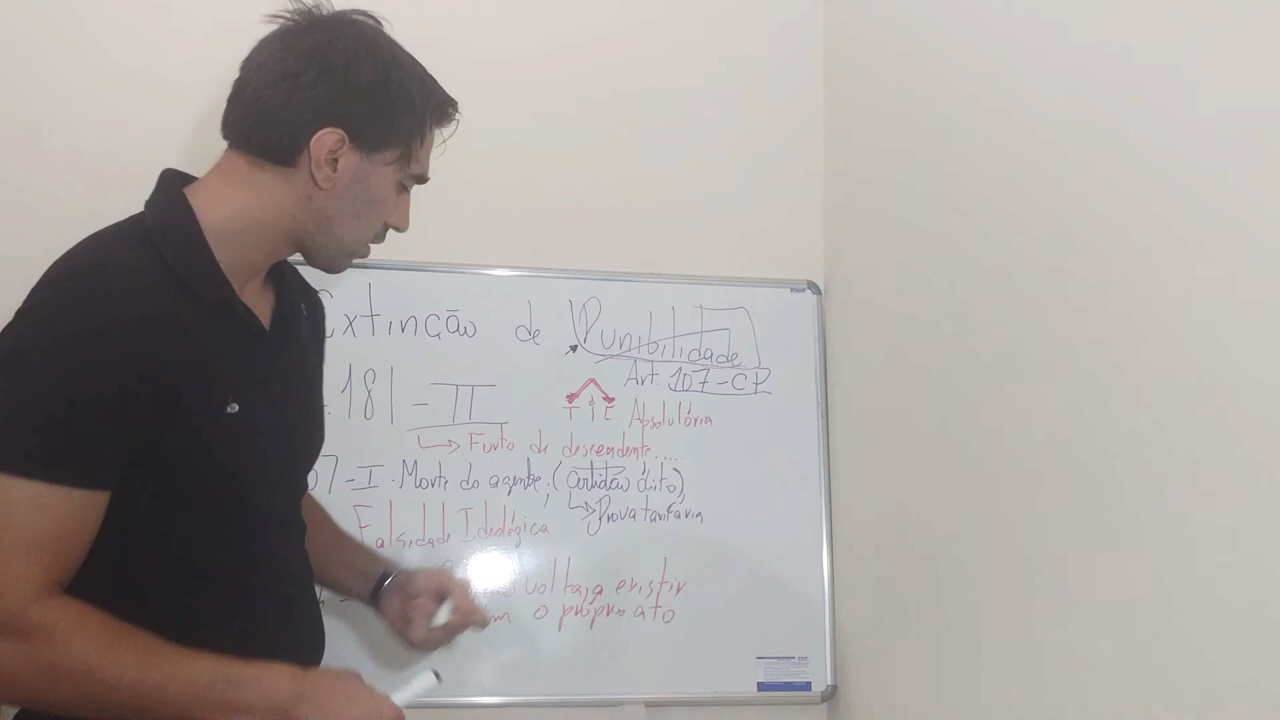 Extinção de Punibilidade
Art. 107-CP
. 181 - II
T i C Absolutória
Furto de descendente.....
07-I. Morte do agente. (certidão óbito)
Prova tarifária
Falsidade Ideológica
volta a existir
o próprio ato